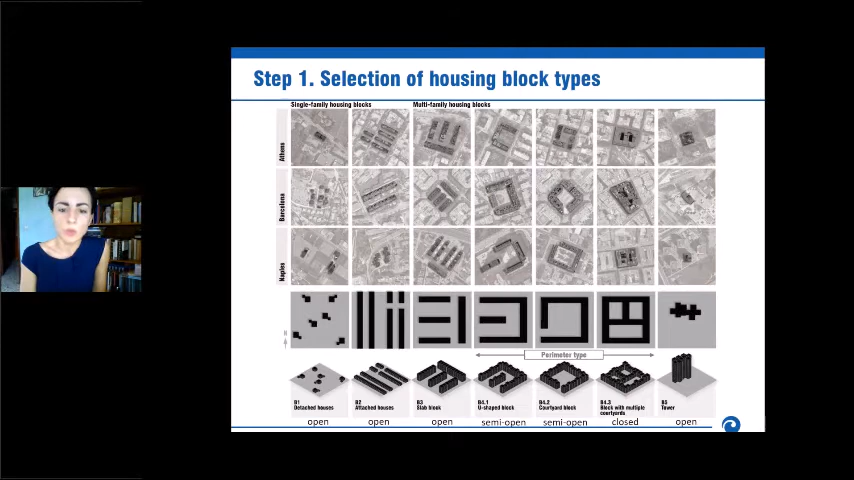 Step 1. Selection of housing block types
Single-family housing blocks
Multi-family housing blocks
Athens
Barcelona
Naples
N
Perimeter type
B1
Detached houses
B2
Attached houses
B3
Slab block
B4.1
U-shaped block
B4.2
Courtyard block
B4.3
Block with multiple
courtyards
B5
Tower
open
open
open
semi-open
semi-open
closed
open